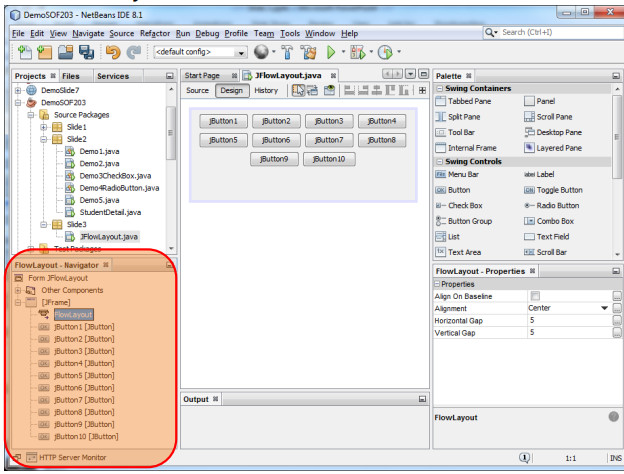 DemoSOF203 - NetBeans IDE 8.1
File Edit View Navigate Source Refactor Run Debug Profile Team Tools Window Help
Search (Ctrl+I)
<default config>
Projects Files Services
DemoSlide7
DemoSOF203
Source Packages
Slide1
Slide2
Demo1.java
Demo2.java
Demo3CheckBox.java
Demo4RadioButton.java
Demo5.java
StudentDetail.java
Slide3
JFlowLayout.java
Test Packages
FlowLayout - Navigator
Form JFlowLayout
Other Components
[JFrame]
FlowLayout
jButton1 [JButton]
jButton2 [JButton]
jButton3 [JButton]
jButton4 [JButton]
jButton5 [JButton]
jButton6 [JButton]
jButton7 [JButton]
jButton8 [JButton]
jButton9 [JButton]
jButton10 [JButton]
HTTP Server Monitor
Start Page JFlowLayout.java
Source Design History
jButton1 jButton2 jButton3 jButton4
jButton5 jButton6 jButton7 jButton8
jButton9 jButton10
Output
Palette
Swing Containers
Tabbed Pane Panel
Split Pane Scroll Pane
Tool Bar Desktop Pane
Internal Frame Layered Pane
Swing Controls
Menu Bar label Label
Button Toggle Button
Check Box Radio Button
Button Group Combo Box
List Text Field
Text Area Scroll Bar
FlowLayout - Properties
Properties
Align On Baseline
Alignment Center
Horizontal Gap 5
Vertical Gap 5
FlowLayout
1:1 INS